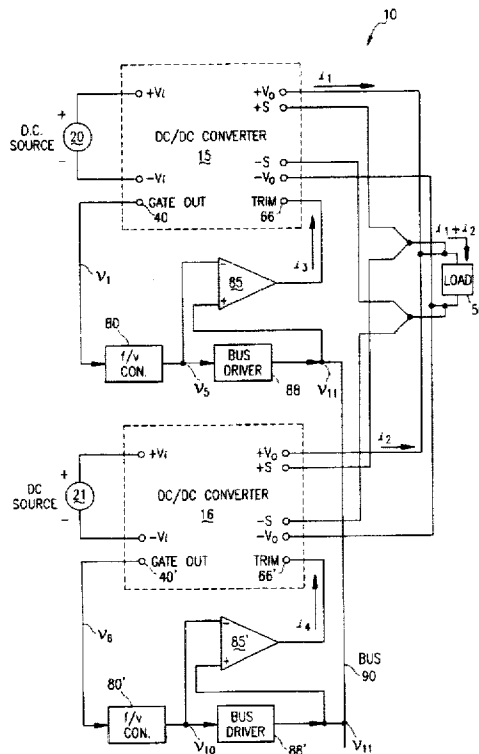 10
+Vi
-Vi
+
D.C.
SOURCE
20
-
DC/DC CONVERTER
15
+Vo
+S
-S
-Vo
GATE OUT
40
TRIM
66
i1
i1+i2
LOAD
5
v1
85
-
+
i3
80
f/v
CON.
v5
BUS
DRIVER
88
v11
i2
+Vi
-Vi
+
DC
SOURCE
21
-
DC/DC CONVERTER
16
+Vo
+S
-S
-Vo
GATE OUT
40'
TRIM
66'
v6
85'
-
+
i4
BUS
90
80'
f/v
CON.
v10
BUS
DRIVER
88'
v11